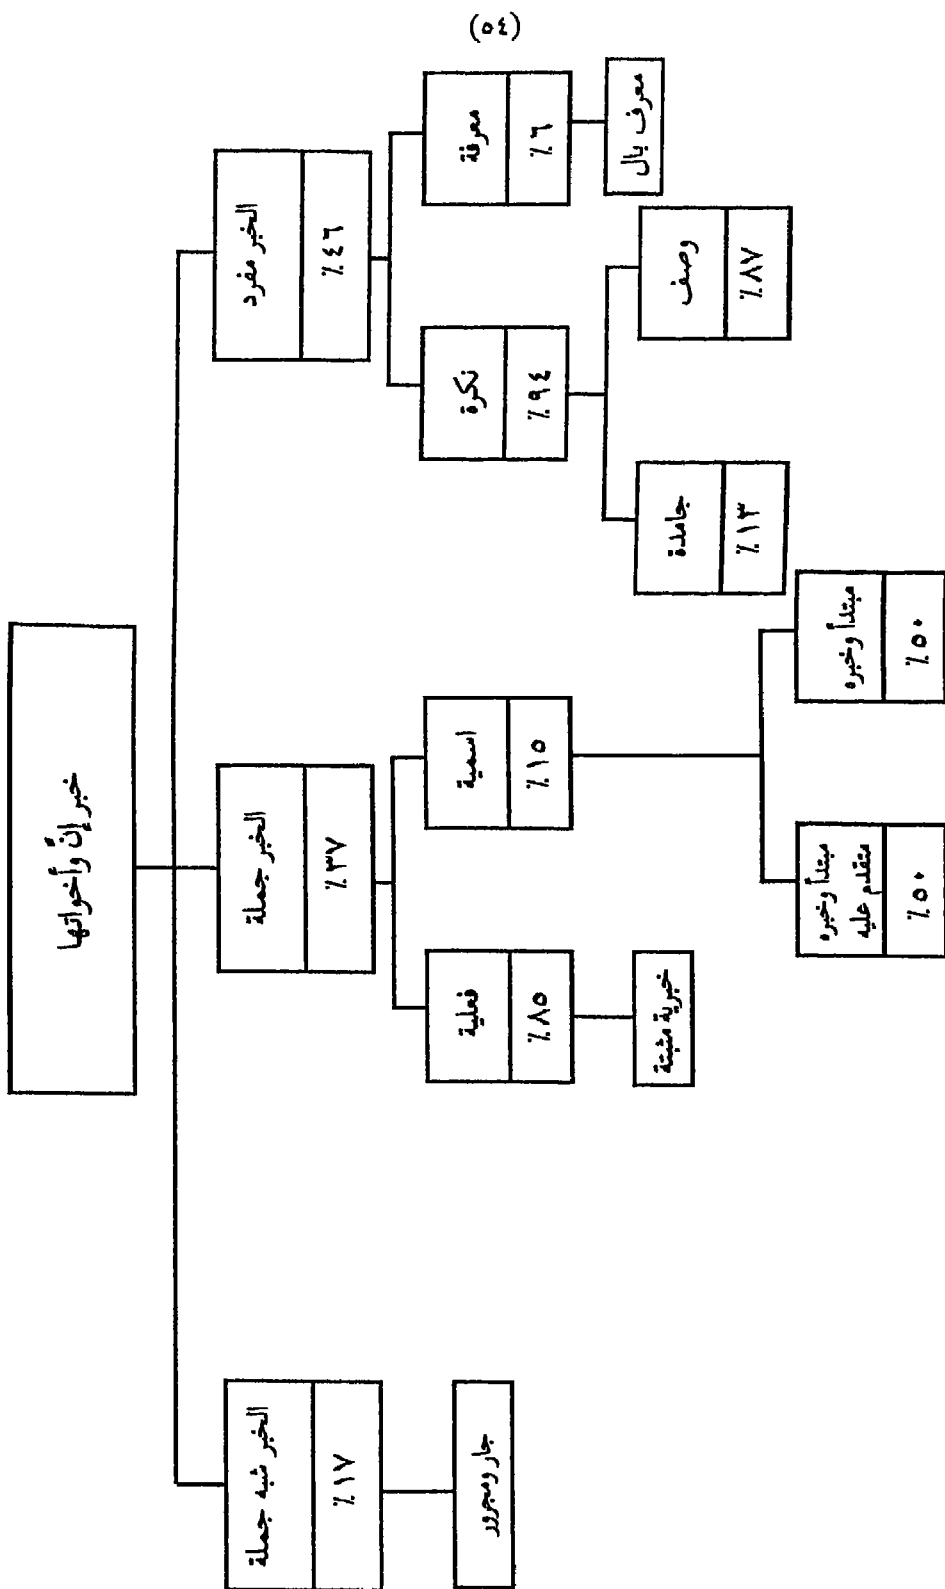 (٥٤)
خبر إنّ وأخواتها
الخبر مفرد
٪٤٦
معرفة
٪٦
معرف بال
نكرة
٪٩٤
وصف
٪٨٧
جامدة
٪١٣
الخبر جملة
٪٣٧
اسمية
٪١٥
مبتدأ وخبره
٪٥٠
مبتدأ وخبره
متقدم عليه
٪٥٠
فعلية
٪٨٥
خبرية مثبتة
الخبر شبه جملة
٪١٧
جار ومجرور